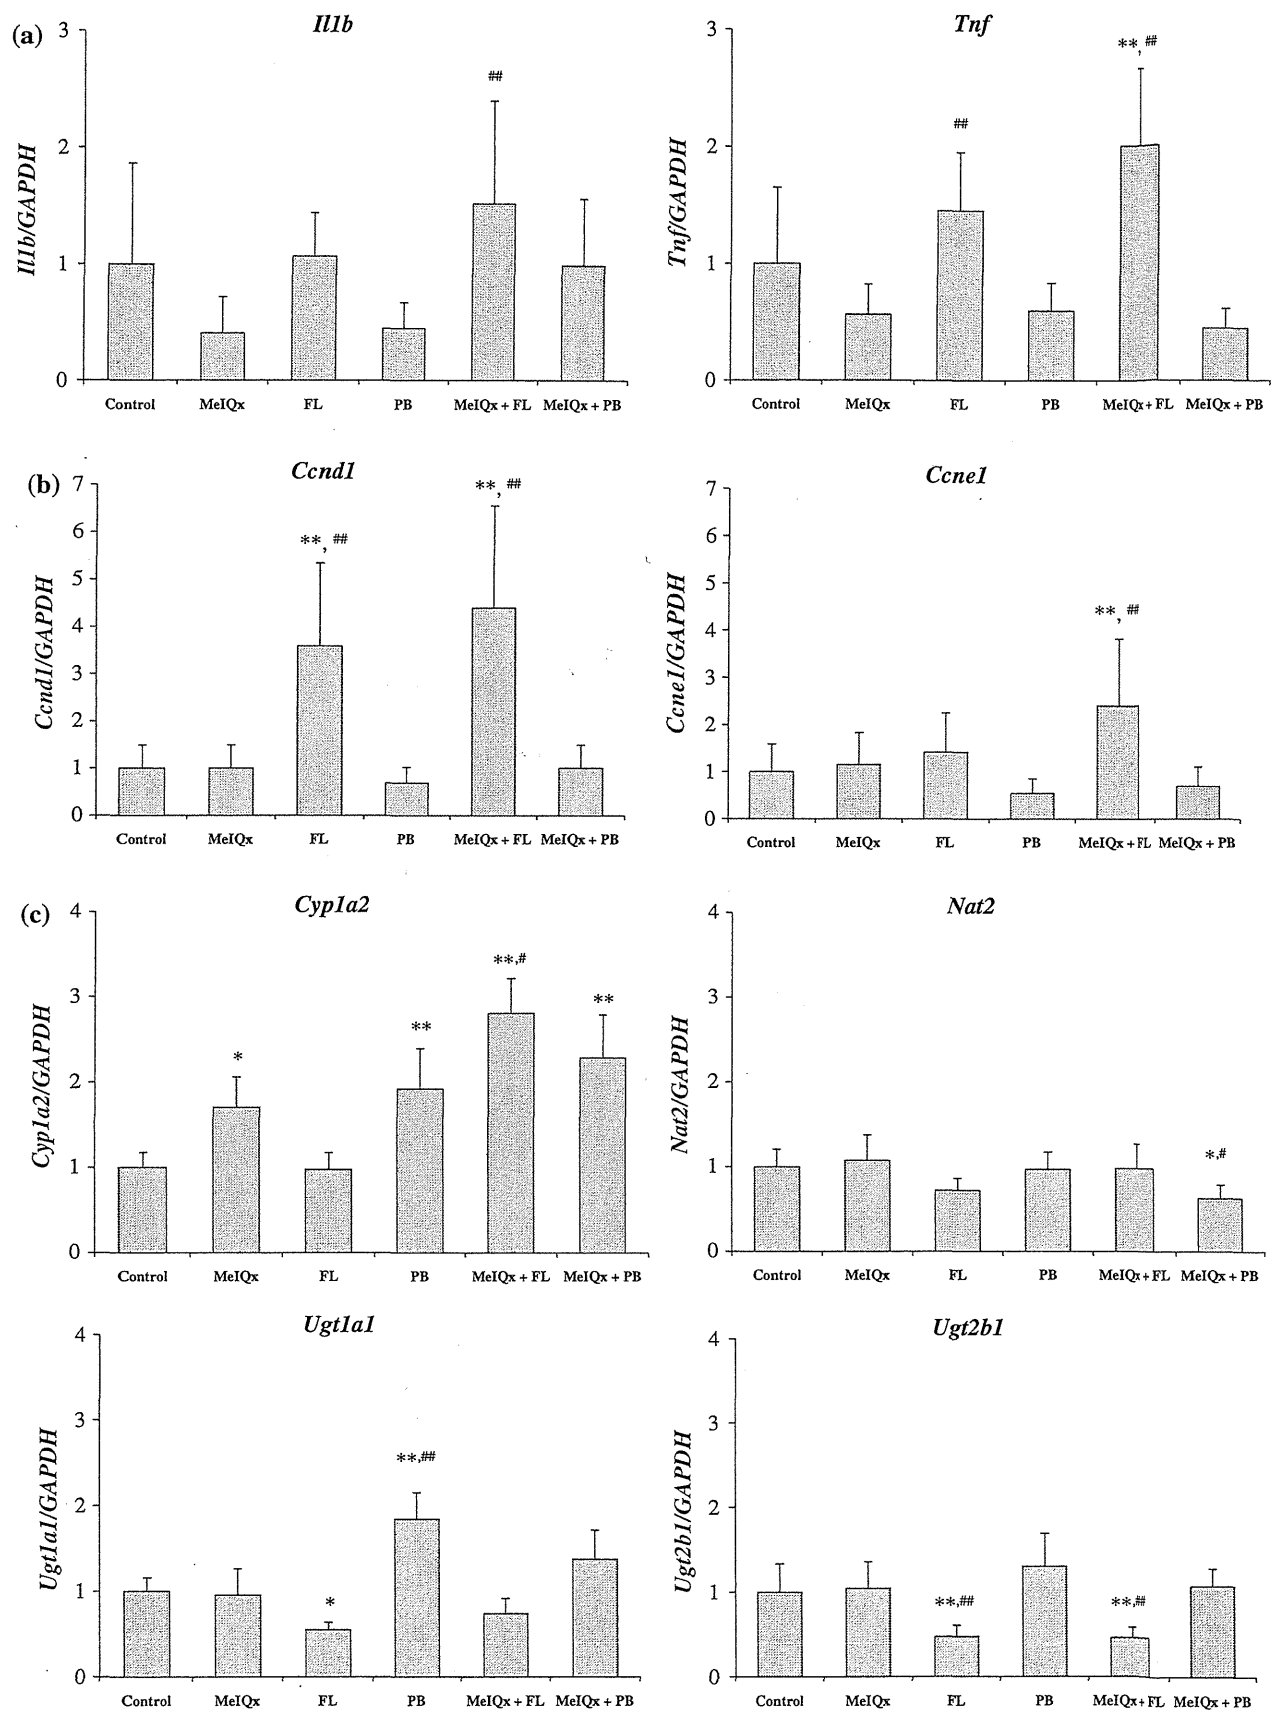 (a)
Il1b
Il1b/GAPDH
3
2
1
0
##
##
Control MeIQx FL PB MeIQx + FL MeIQx + PB
Tnf
Tnf/GAPDH
3
2
1
0
##
**, ##
Control MeIQx FL PB MeIQx + FL MeIQx + PB
(b)
Ccnd1
Ccnd1/GAPDH
7
6
5
4
3
2
1
0
**, ##
**, ##
Control MeIQx FL PB MeIQx + FL MeIQx + PB
Ccne1
Ccne1/GAPDH
7
6
5
4
3
2
1
0
**, ##
Control MeIQx FL PB MeIQx + FL MeIQx + PB
(c)
Cyp1a2
Cyp1a2/GAPDH
4
3
2
1
0
*
**
**,#
**
Control MeIQx FL PB MeIQx + FL MeIQx + PB
Nat2
Nat2/GAPDH
4
3
2
1
0
*,#
Control MeIQx FL PB MeIQx + FL MeIQx + PB
Ugt1a1
Ugt1a1/GAPDH
4
3
2
1
0
*
**,##
Control MeIQx FL PB MeIQx + FL MeIQx + PB
Ugt2b1
Ugt2b1/GAPDH
4
3
2
1
0
**,##
**,##
Control MeIQx FL PB MeIQx + FL MeIQx + PB